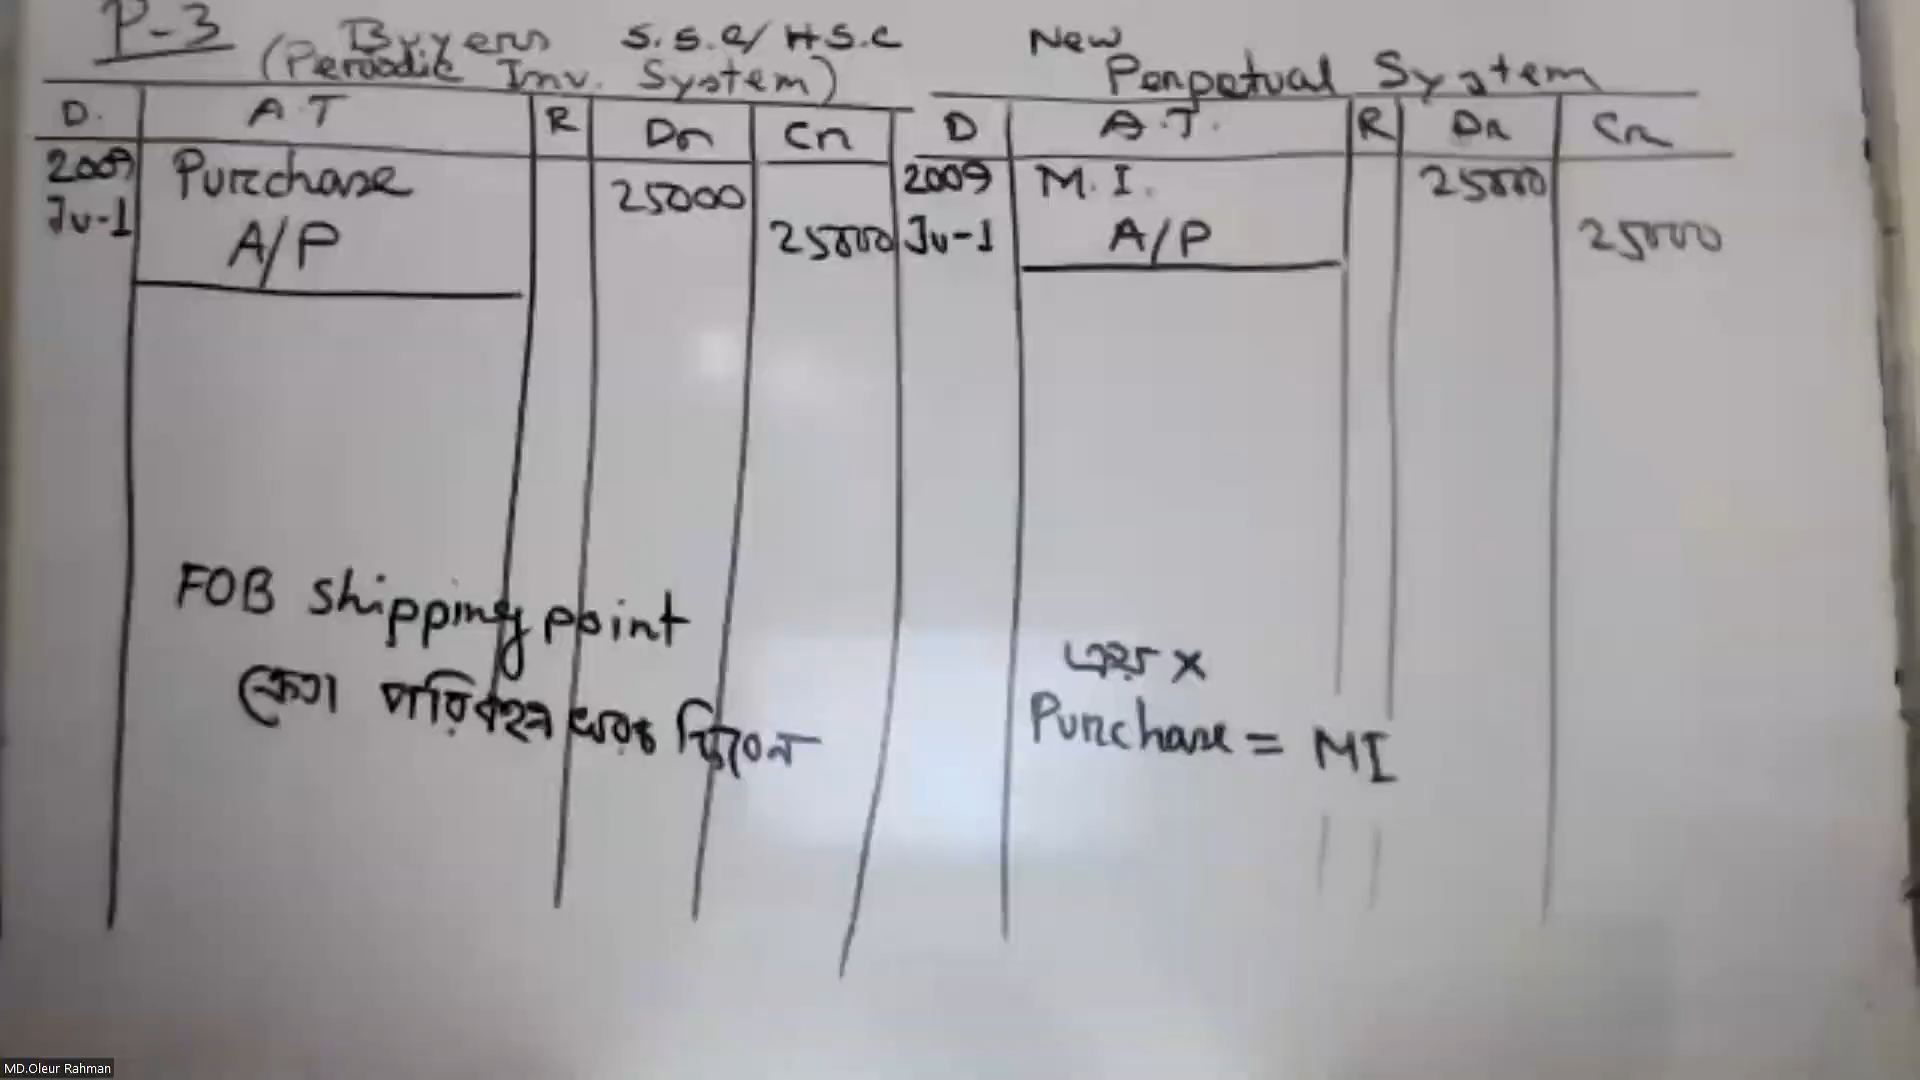 P-3
Buyers S.S.C/H.S.C
(Periodic Inv. System)
D. A.T R Dr Cr
2009 Purchase 25000
Ju-1 A/P 25000
FOB shipping point
ক্রেতা পরিবহন খরচ দিবেন
New
Perpetual System
D A.T. R Dr Cr
2009 M.I. 25000
Ju-1 A/P 25000
ক্রয় x
Purchase = MI
MD.Oleur Rahman